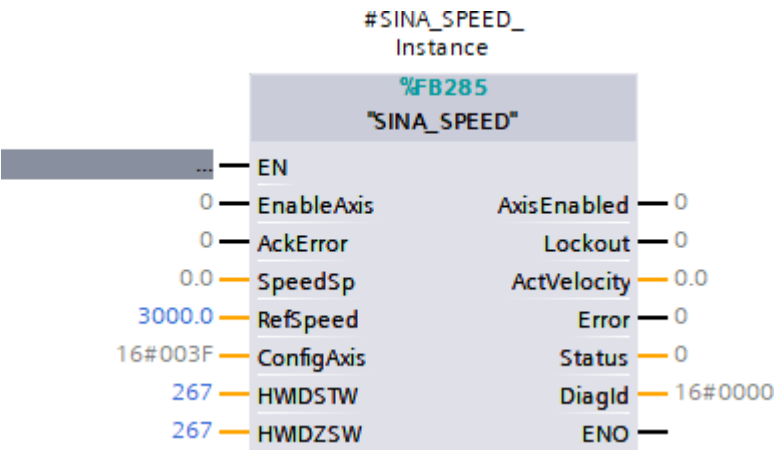 #SINA_SPEED_
Instance
%FB285
"SINA_SPEED"
... EN
0 EnableAxis AxisEnabled 0
0 AckError Lockout 0
0.0 SpeedSp ActVelocity 0.0
3000.0 RefSpeed Error 0
16#003F ConfigAxis Status 0
267 HWIDSTW DiagId 16#0000
267 HWIDZSW ENO